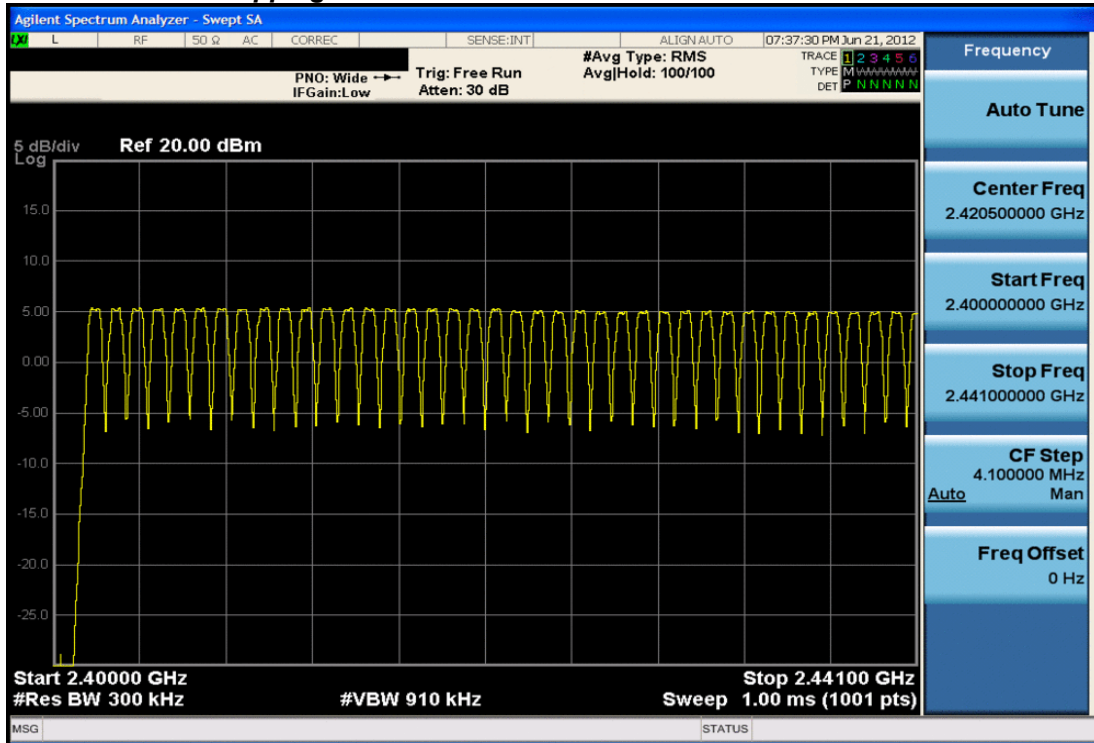 pping
Agilent Spectrum Analyzer - Swept SA
LXI L RF 50 Ω AC CORREC SENSE:INT ALIGN AUTO 07:37:30 PM Jun 21, 2012
Frequency
#Avg Type: RMS
TRACE 1 2 3 4 5 6
PNO: Wide Trig: Free Run Avg|Hold: 100/100
TYPE M
IFGain:Low Atten: 30 dB
DET P N N N N N
Auto Tune
5 dB/div Ref 20.00 dBm
Log
15.0
10.0
5.00
0.00
-5.00
-10.0
-15.0
-20.0
-25.0
Center Freq
2.420500000 GHz
Start Freq
2.400000000 GHz
Stop Freq
2.441000000 GHz
CF Step
4.100000 MHz
Auto Man
Freq Offset
0 Hz
Start 2.40000 GHz Stop 2.44100 GHz
#Res BW 300 kHz #VBW 910 kHz Sweep 1.00 ms (1001 pts)
MSG STATUS